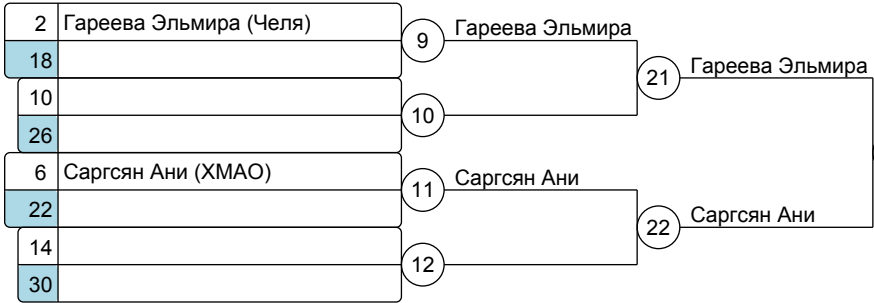 2 Гареева Эльмира (Челя)
18
9 Гареева Эльмира
10
26
10
21 Гареева Эльмира
6 Саргсян Ани (ХМАО)
22
11 Саргсян Ани
14
30
12
22 Саргсян Ани